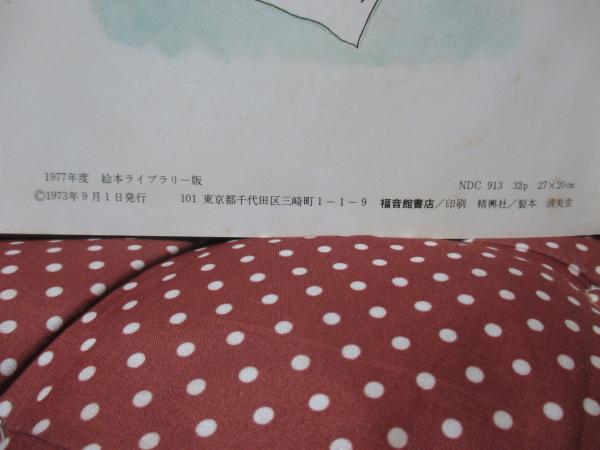 1977年度 絵本ライブラリー版
NDC 913 32p 27×20cm
©1973年9月1日発行 101 東京都千代田区三崎町1-1-9 福音館書店/印刷 精興社/製本 清美堂